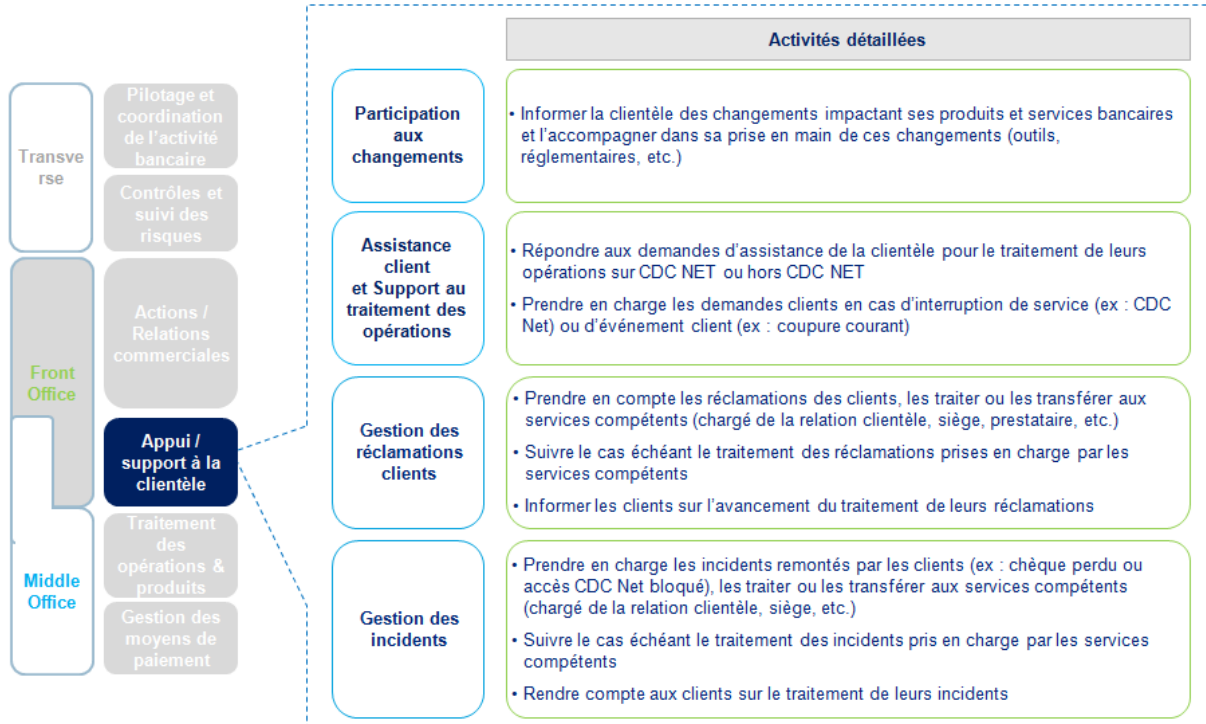 Activités détaillées
Transve
rse
Pilotage et
coordination
de l'activité
bancaire
Contrôles et
suivi des
risques
Front
Office
Actions /
Relations
commerciales
Appui /
support à la
clientèle
Middle
Office
Traitement
des
opérations &
produits
Gestion des
moyens de
paiement
Participation
aux
changements
• Informer la clientèle des changements impactant ses produits et services bancaires
et l'accompagner dans sa prise en main de ces changements (outils,
réglementaires, etc.)
Assistance
client
et Support au
traitement des
opérations
• Répondre aux demandes d'assistance de la clientèle pour le traitement de leurs
opérations sur CDC NET ou hors CDC NET
• Prendre en charge les demandes clients en cas d'interruption de service (ex : CDC
Net) ou d'événement client (ex : coupure courant)
Gestion des
réclamations
clients
• Prendre en compte les réclamations des clients, les traiter ou les transférer aux
services compétents (chargé de la relation clientèle, siège, prestataire, etc.)
• Suivre le cas échéant le traitement des réclamations prises en charge par les
services compétents
• Informer les clients sur l'avancement du traitement de leurs réclamations
Gestion des
incidents
• Prendre en charge les incidents remontés par les clients (ex : chèque perdu ou
accès CDC Net bloqué), les traiter ou les transférer aux services compétents
(chargé de la relation clientèle, siège, etc.)
• Suivre le cas échéant le traitement des incidents pris en charge par les services
compétents
• Rendre compte aux clients sur le traitement de leurs incidents